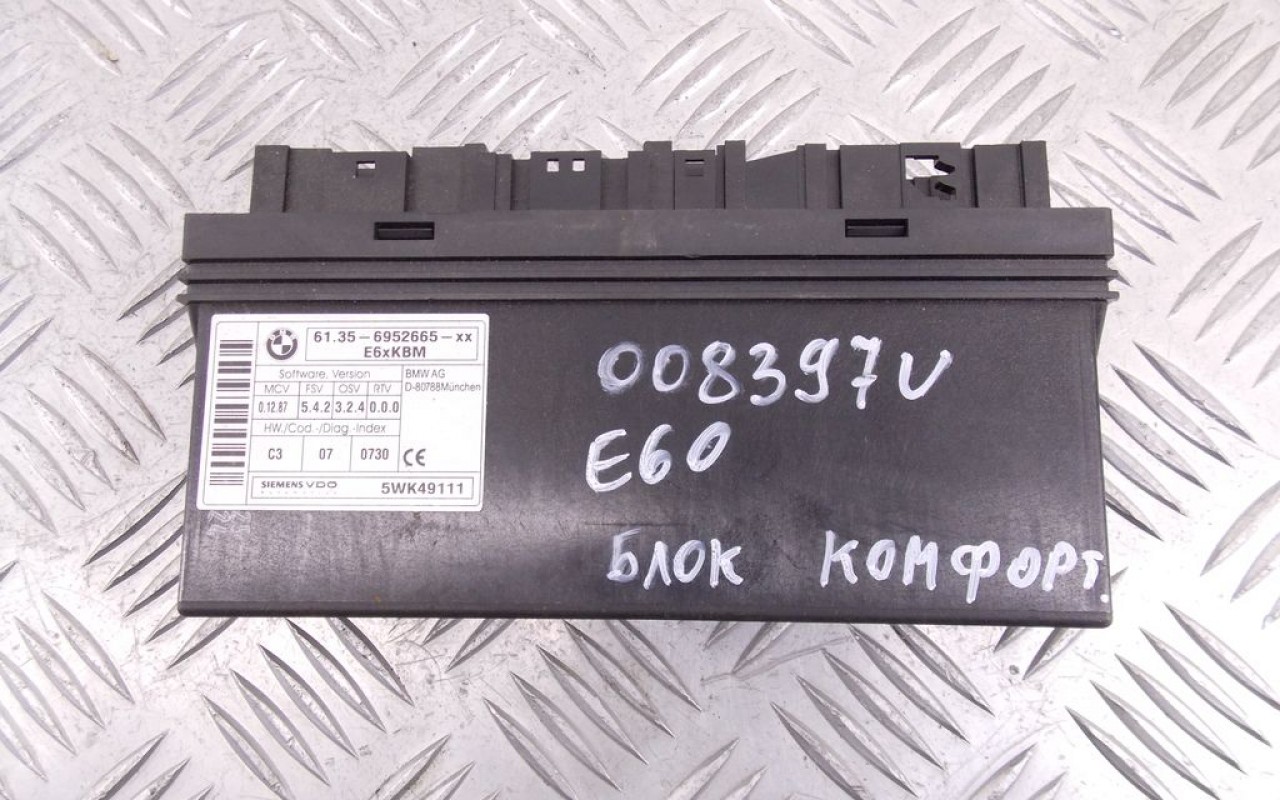 61.35-6952665-xx
E6xKBM
Software. Version
MCV FSV OSV RTV
0.12.87 5.4.2 3.2.4 0.0.0
BMW AG
D-80788München
HW./Cod.-/Diag.-Index
C3 07 0730
CE
SIEMENS VDO
5WK49111
008397U
E60
БЛОК КОМФОРТ.